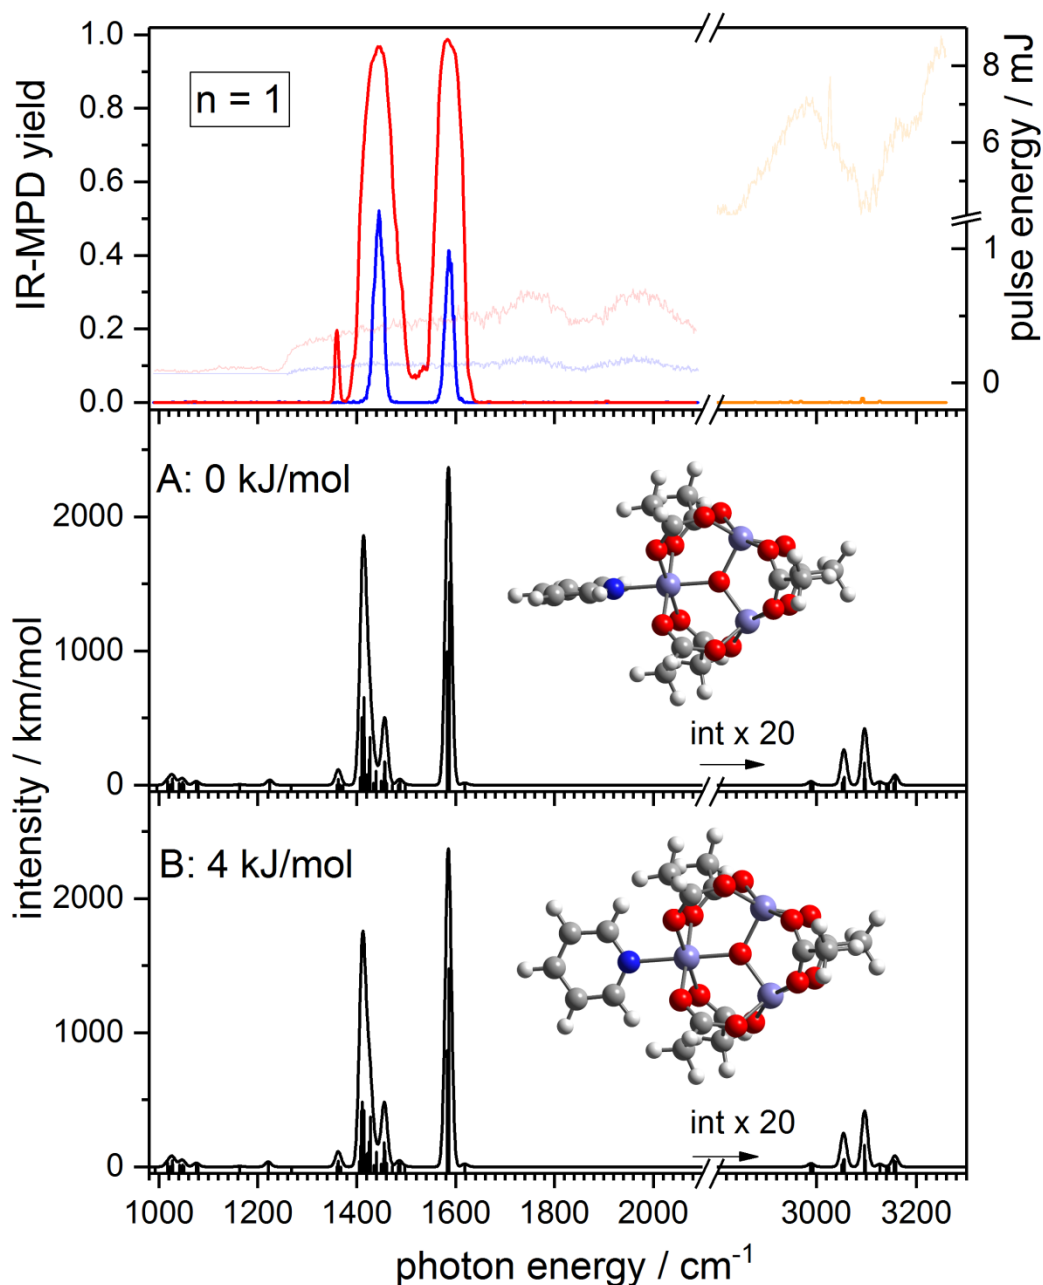 IR-MPD yield
1.0
0.8
0.6
0.4
0.2
0.0
n = 1
8
6
1
0
pulse energy / mJ
intensity / km/mol
A: 0 kJ/mol
2000
1000
0
int x 20
B: 4 kJ/mol
2000
1000
0
int x 20
1000 1200 1400 1600 1800 2000 3000 3200
photon energy / cm⁻¹